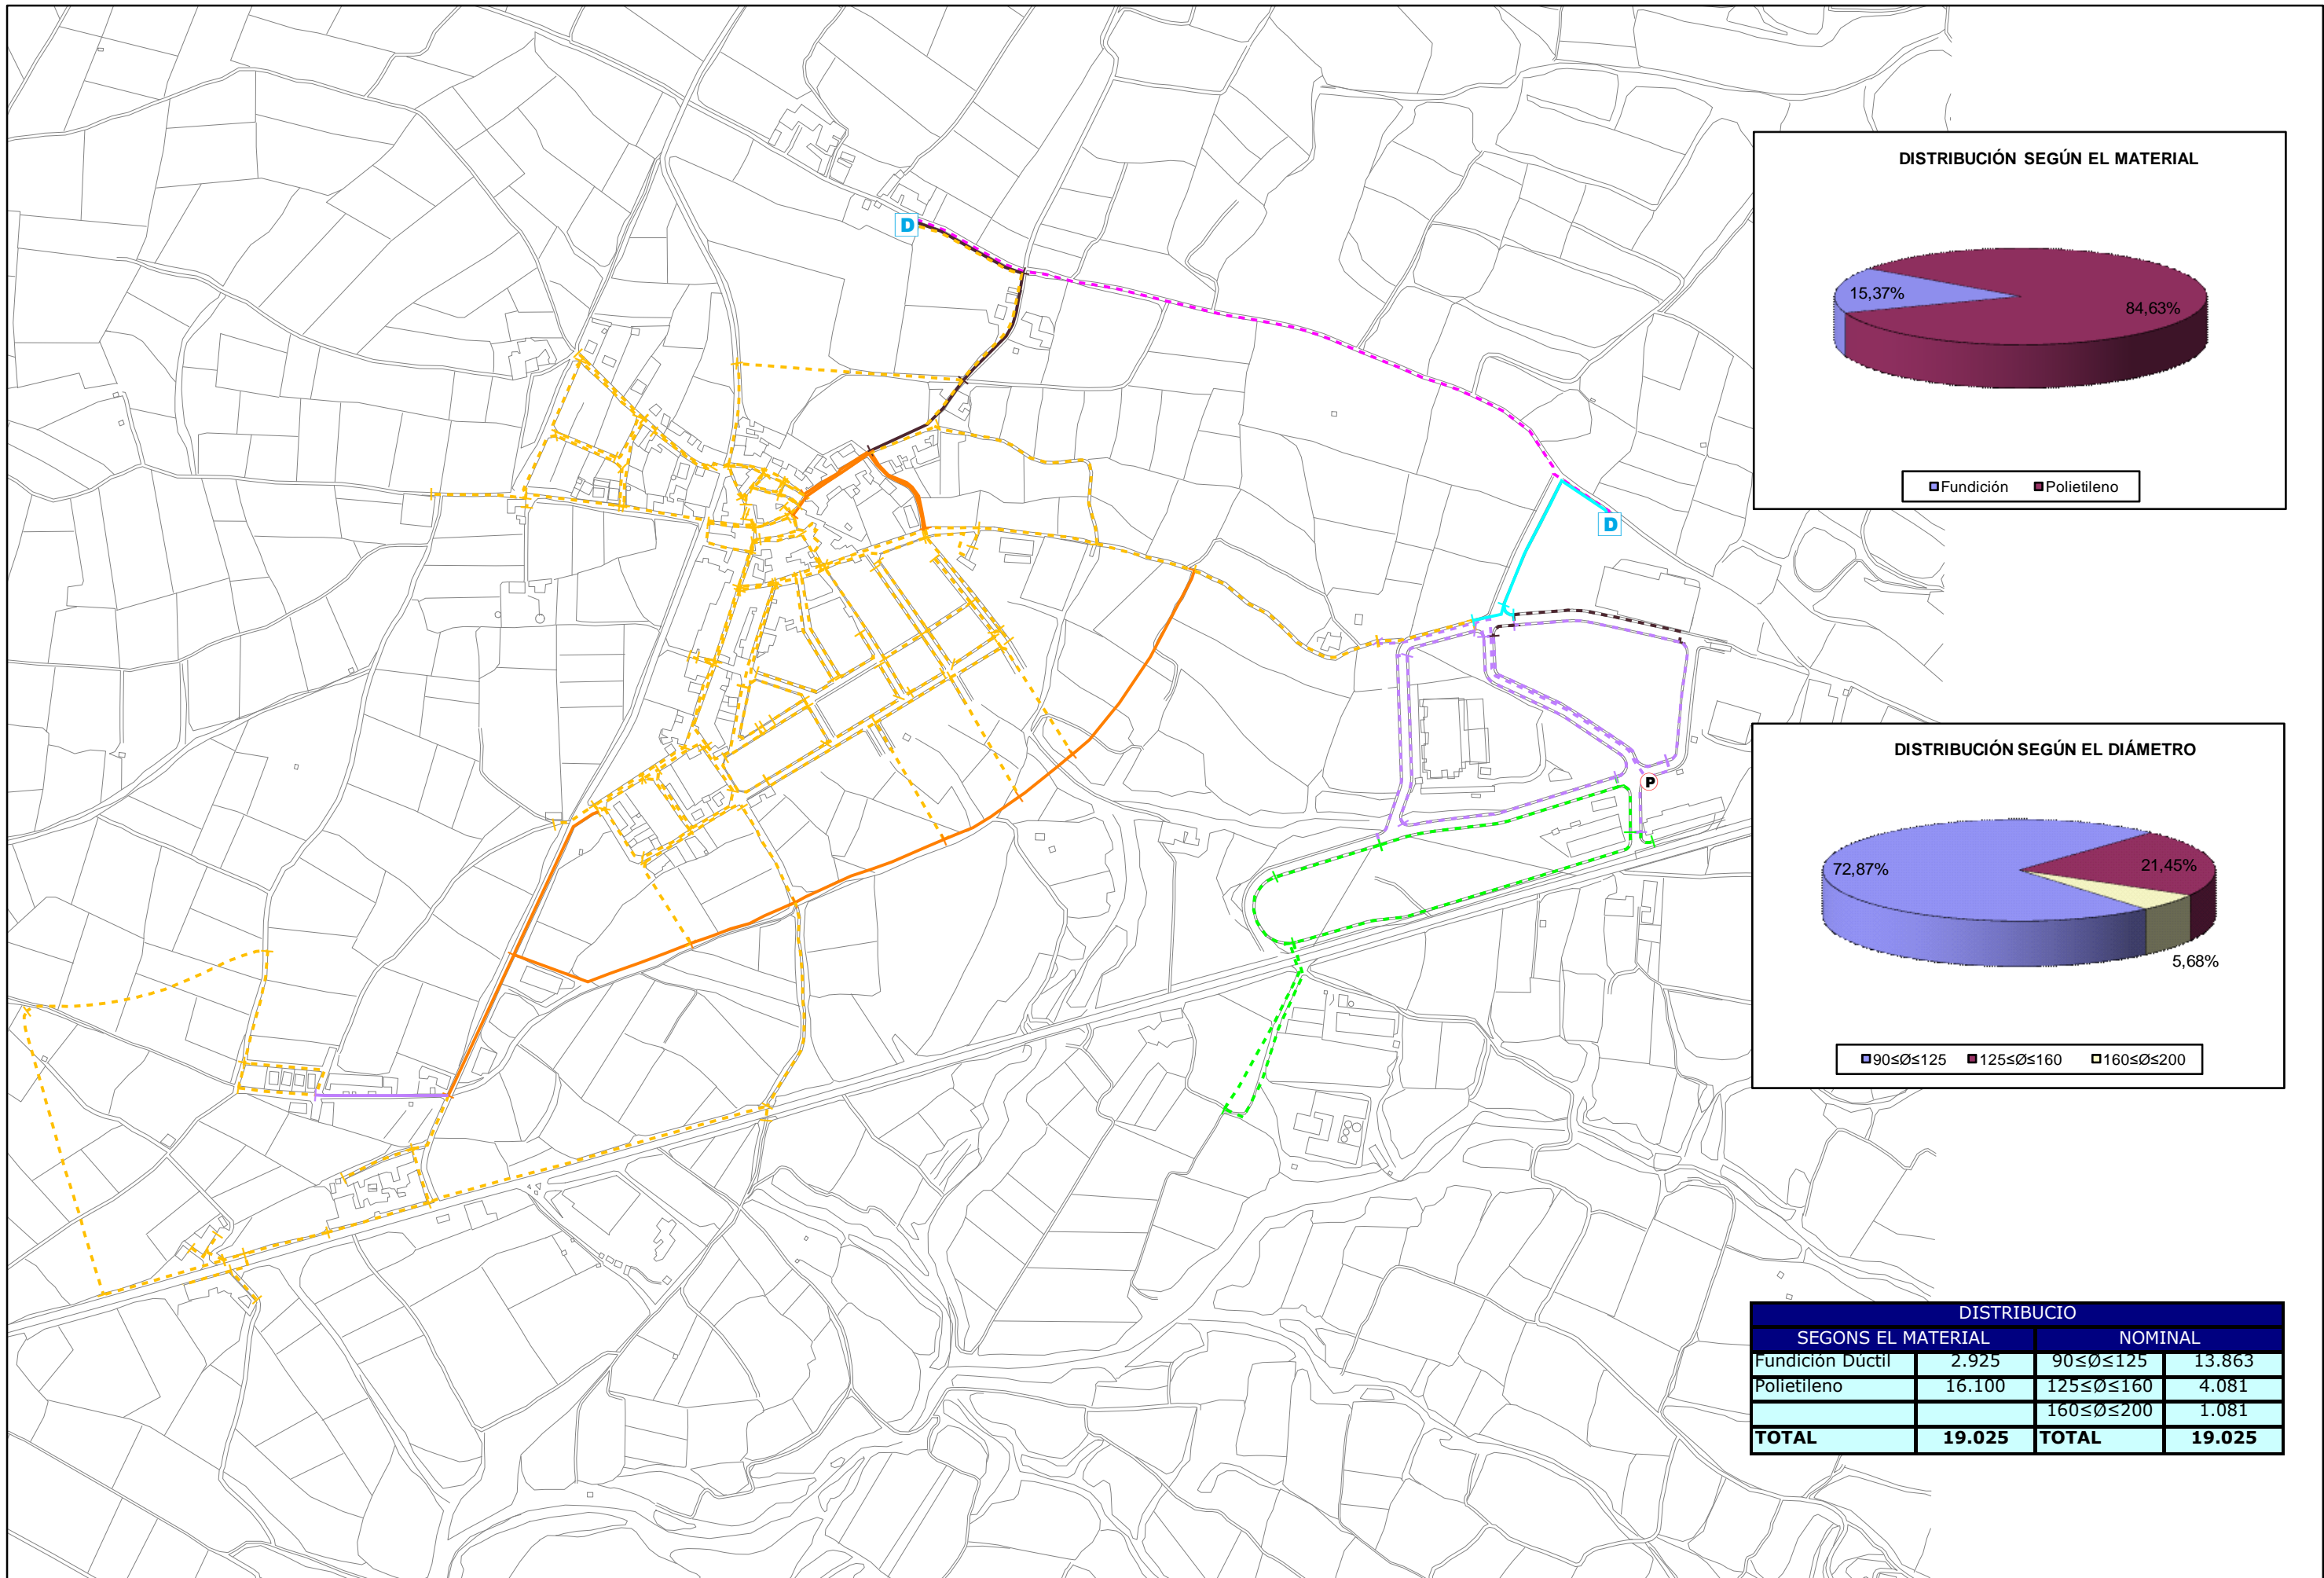 DISTRIBUCIÓN SEGÚN EL MATERIAL
15,37%
84,63%
Fundición Polietileno
D
D
P
DISTRIBUCIÓN SEGÚN EL DIÁMETRO
72,87%
21,45%
5,68%
90≤Ø≤125 125≤Ø≤160 160≤Ø≤200
DISTRIBUCIO
SEGONS EL MATERIAL NOMINAL
Fundición Dúctil 2.925 90≤Ø≤125 13.863
Polietileno 16.100 125≤Ø≤160 4.081
160≤Ø≤200 1.081
TOTAL 19.025 TOTAL 19.025